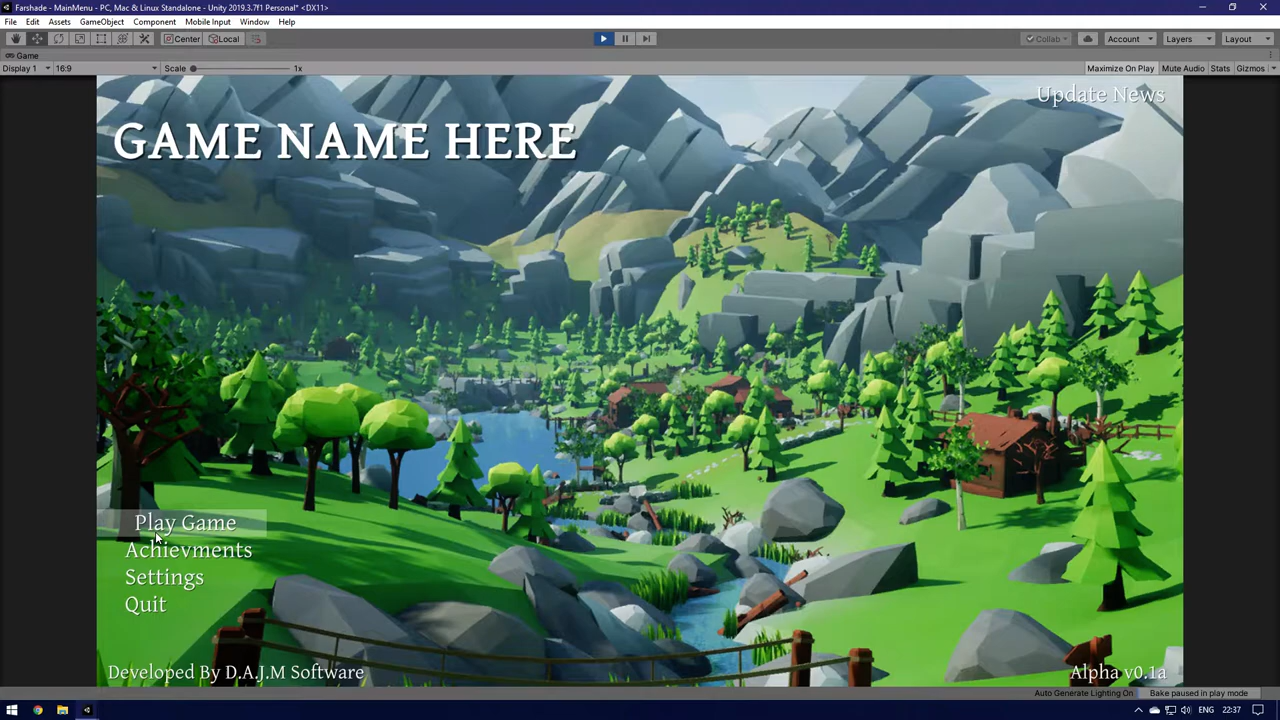 Farshade - MainMenu - PC, Mac & Linux Standalone - Unity 2019.3.7f1 Personal* <DX11>
File Edit Assets GameObject Component Mobile Input Window Help
Center Local Collab Account Layers Layout
Game
Display 1 16:9 Scale 1x Maximize On Play Mute Audio Stats Gizmos
Update News
GAME NAME HERE
Play Game
Achievments
Settings
Quit
Developed By D.A.J.M Software
Alpha v0.1a
Auto Generate Lighting On Bake paused in play mode
ENG 22:37